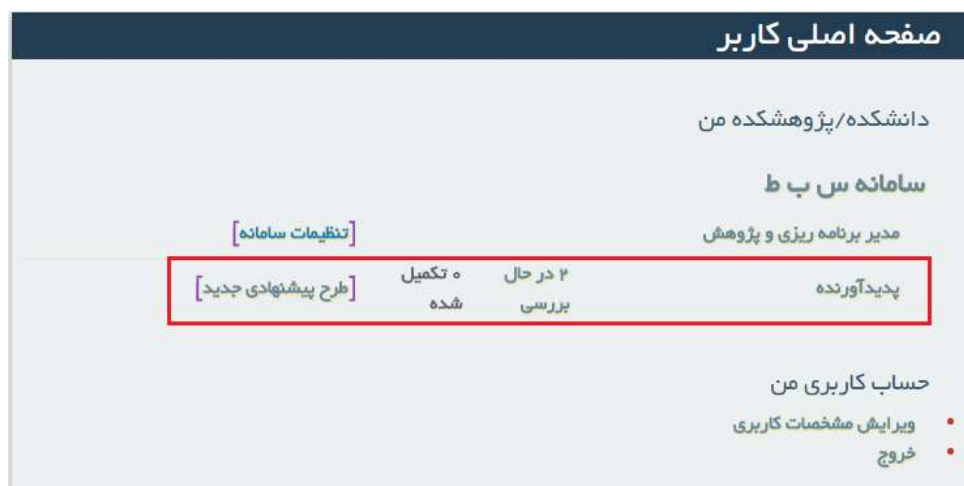 صفحه اصلی کاربر
دانشکده/پژوهشکده من
سامانه س ب ط
مدیر برنامه ریزی و پژوهش [تنظیمات سامانه]
پدیدآورنده ۲ در حال بررسی ۰ تکمیل شده [طرح پیشنهادی جدید]
حساب کاربری من
ویرایش مشخصات کاربری
خروج